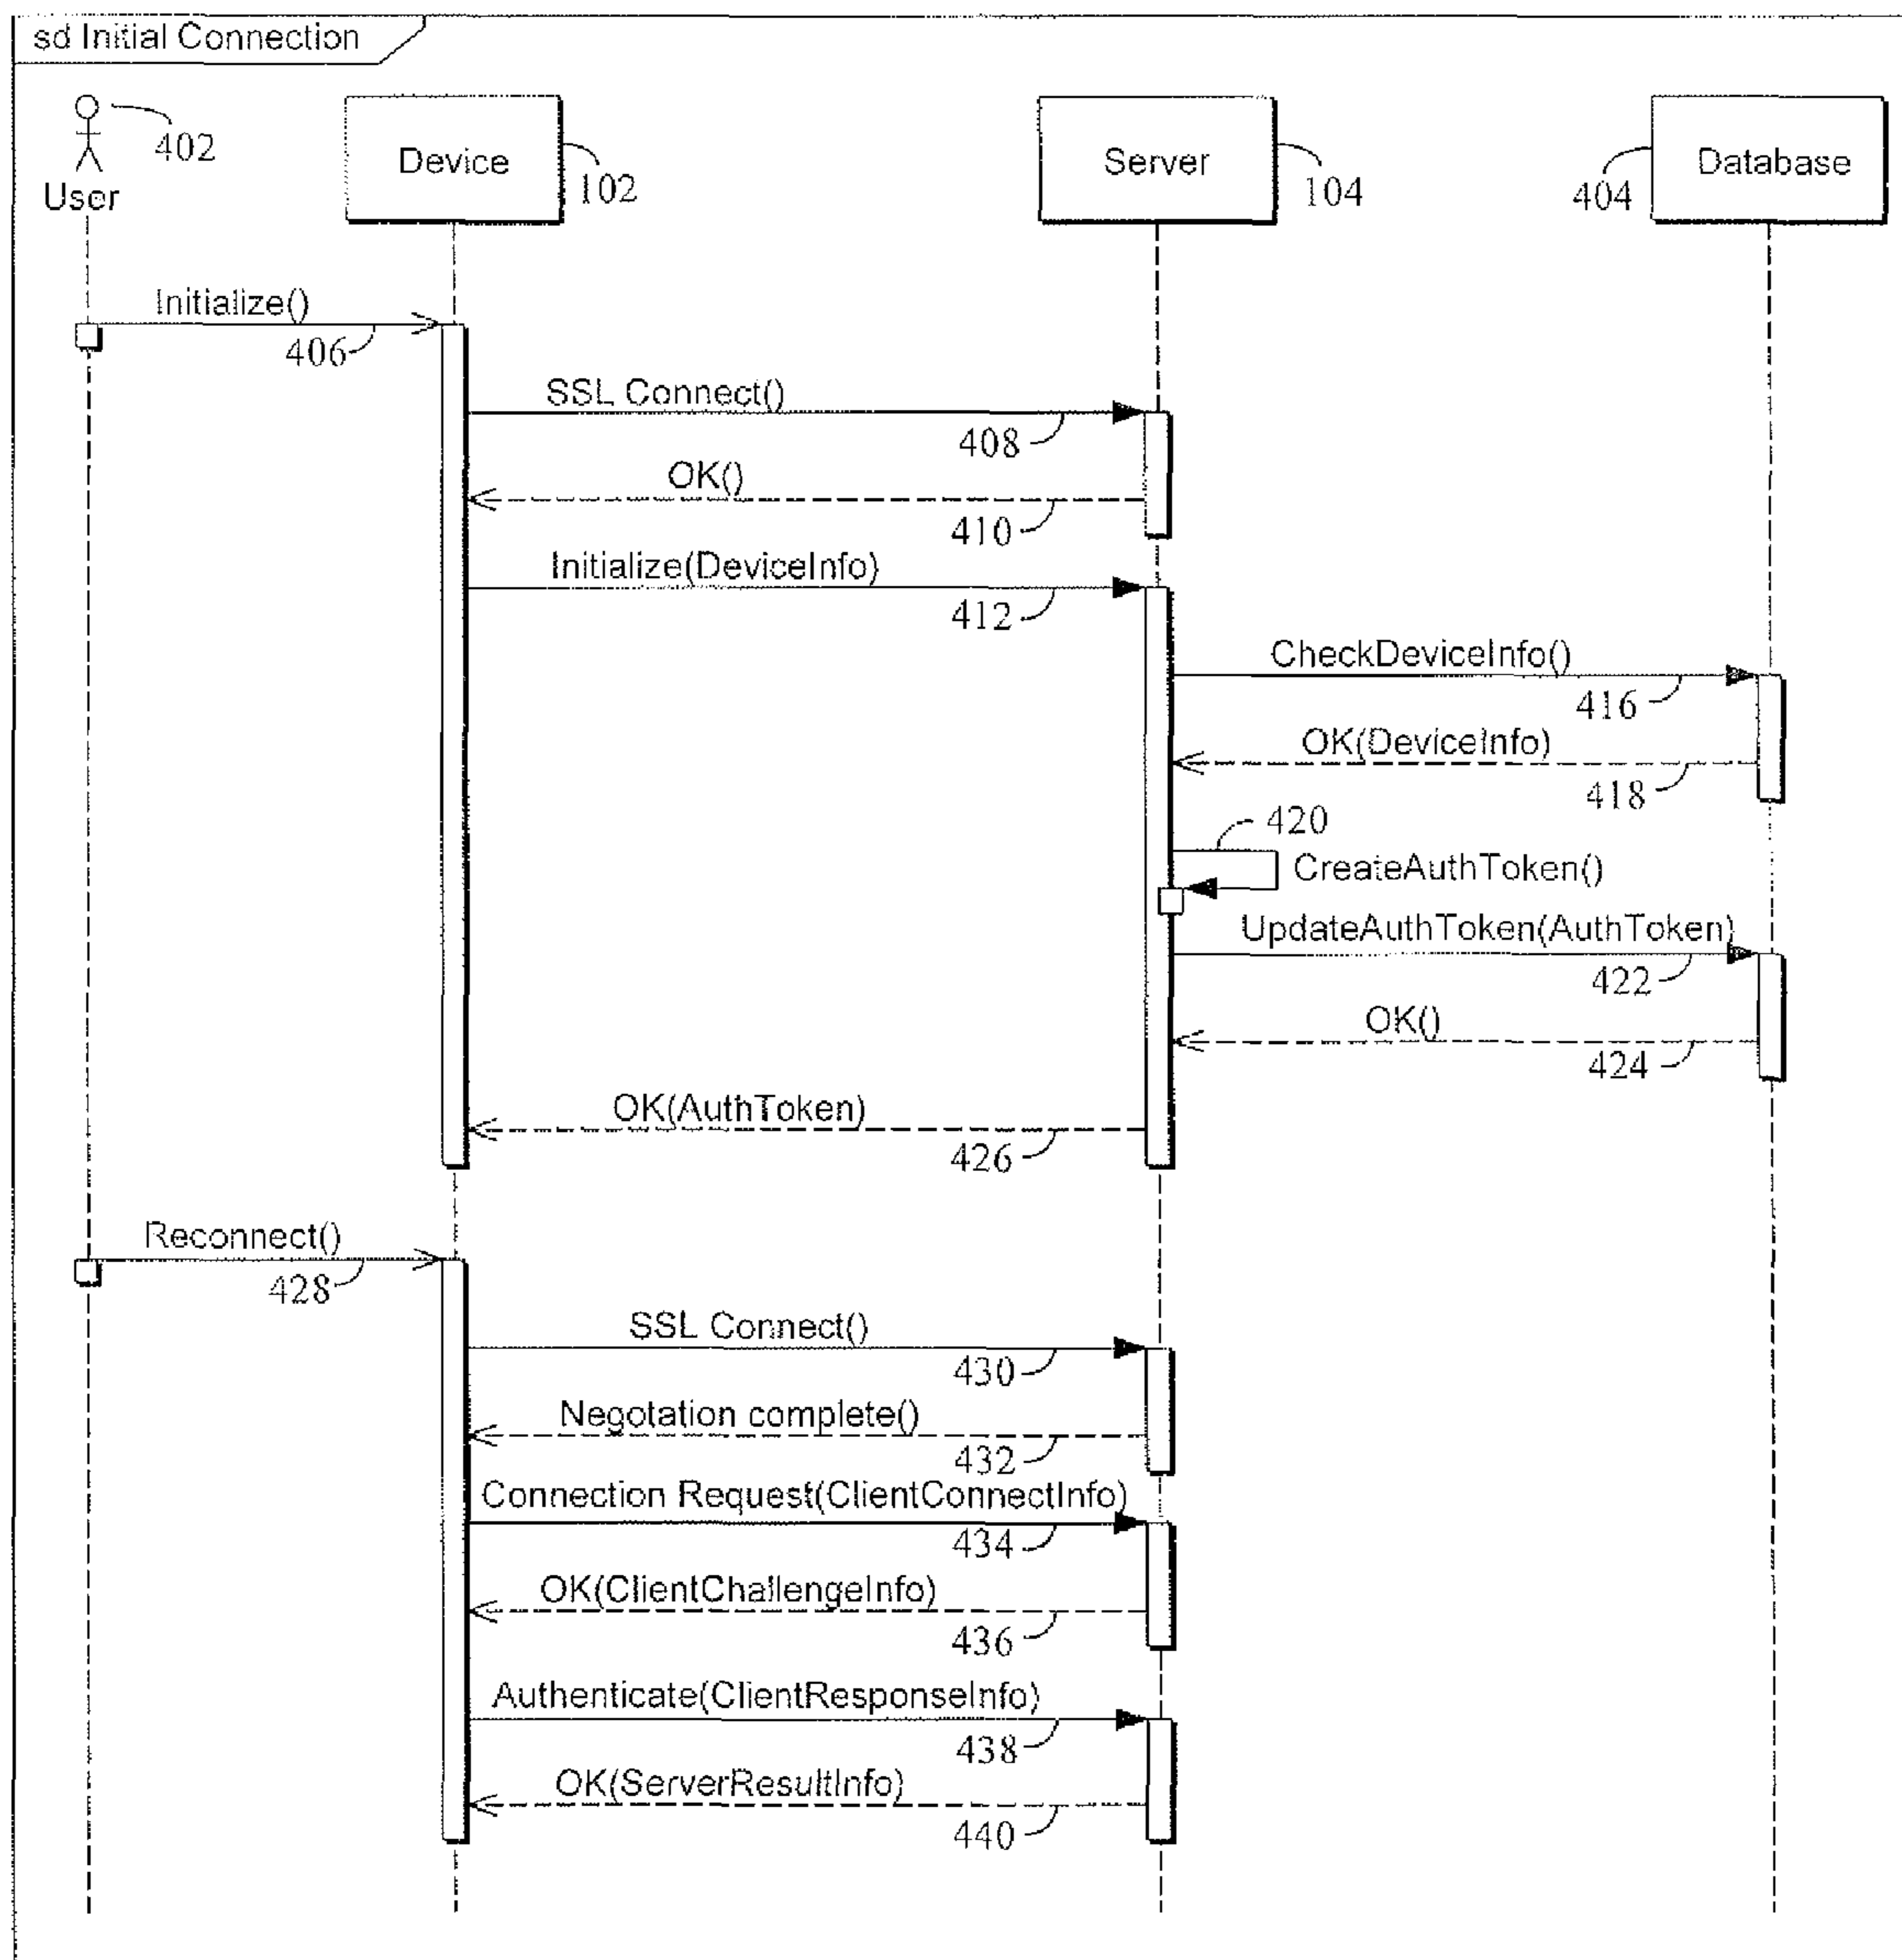 sd Initial Connection
402
User
Device
102
Server
104
404
Database
Initialize()
406
SSL Connect()
408
OK()
410
Initialize(DeviceInfo)
412
CheckDeviceInfo()
416
OK(DeviceInfo)
418
420
CreateAuthToken()
UpdateAuthToken(AuthToken)
422
OK()
424
OK(AuthToken)
426
Reconnect()
428
SSL Connect()
430
Negotation complete()
432
Connection Request(ClientConnectInfo)
434
OK(ClientChallengeInfo)
436
Authenticate(ClientResponseInfo)
438
OK(ServerResultInfo)
440